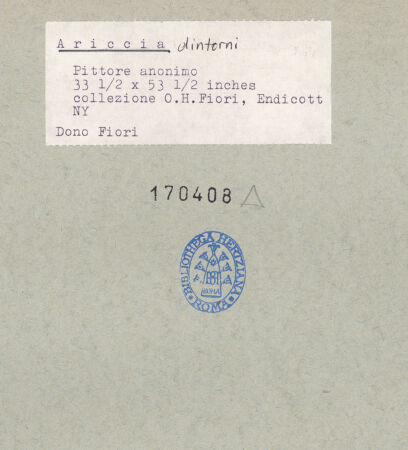 Ariccia dintorni
Pittore anonimo
33 1/2 x 53 1/2 inches
collezione O.H.Fiori, Endicott
NY
Dono Fiori
170408
BIBLIOTHECA HERTZIANA
ROMA